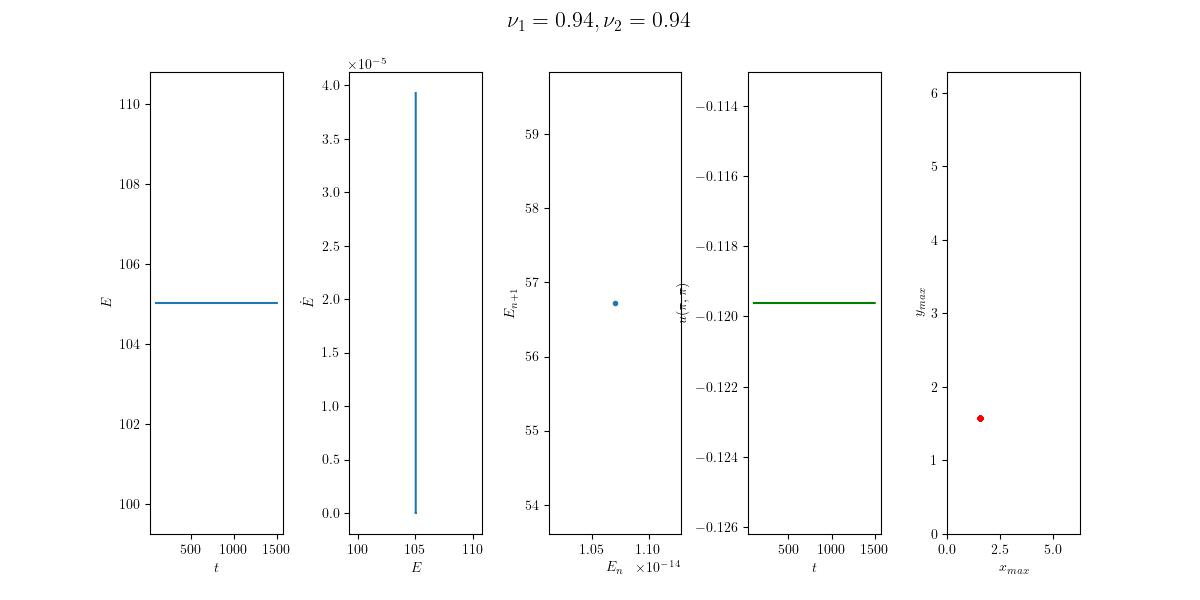 ν₁ = 0.94, ν₂ = 0.94
110
108
106
104
102
100
E
500 1000 1500
t
×10⁻⁵
4.0
3.5
3.0
2.5
2.0
1.5
1.0
0.5
0.0
Ė
100 105 110
E
59
58
57
56
55
54
Eₙ₊₁
1.05 1.10
Eₙ ×10⁻¹⁴
−0.114
−0.116
−0.118
−0.120
−0.122
−0.124
−0.126
u(π, π)
500 1000 1500
t
6
5
4
3
2
1
0
y_{max}
0.0 2.5 5.0
x_{max}